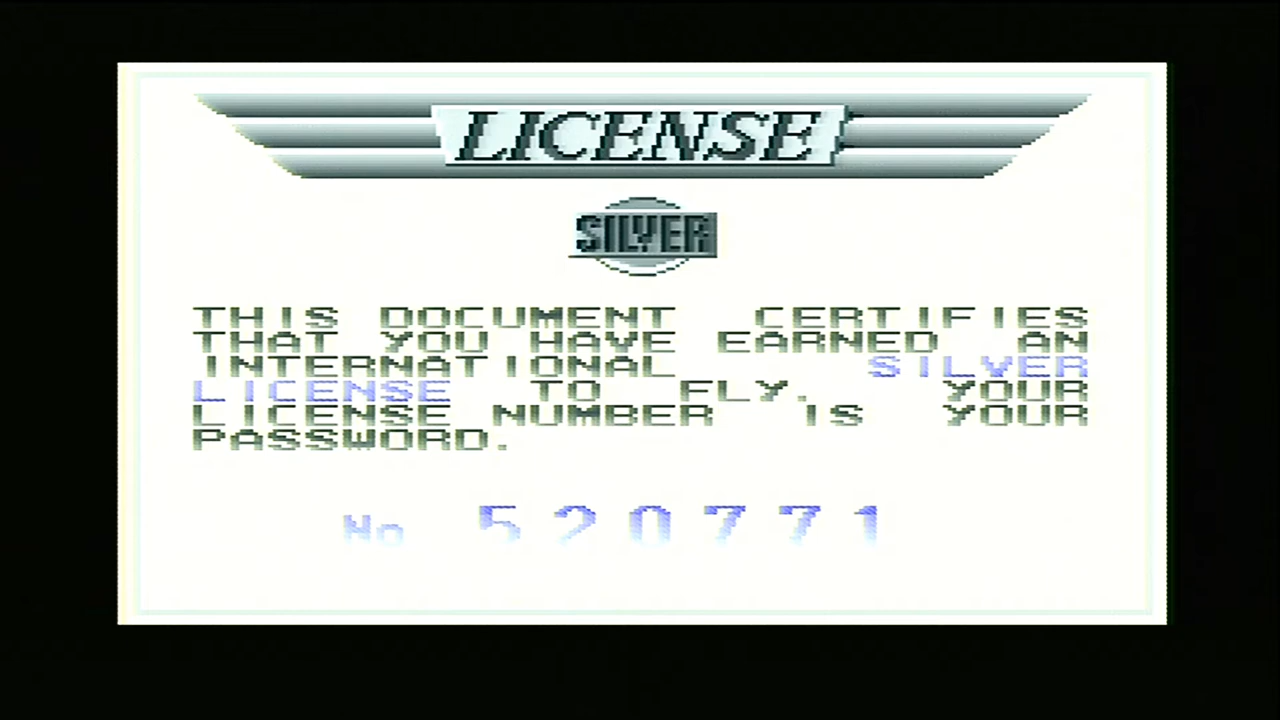 LICENSE
SILVER
THIS DOCUMENT CERTIFIES
THAT YOU HAVE EARNED AN
INTERNATIONAL SILVER
LICENSE TO FLY. YOUR
LICENSE NUMBER IS YOUR
PASSWORD.
No 520771